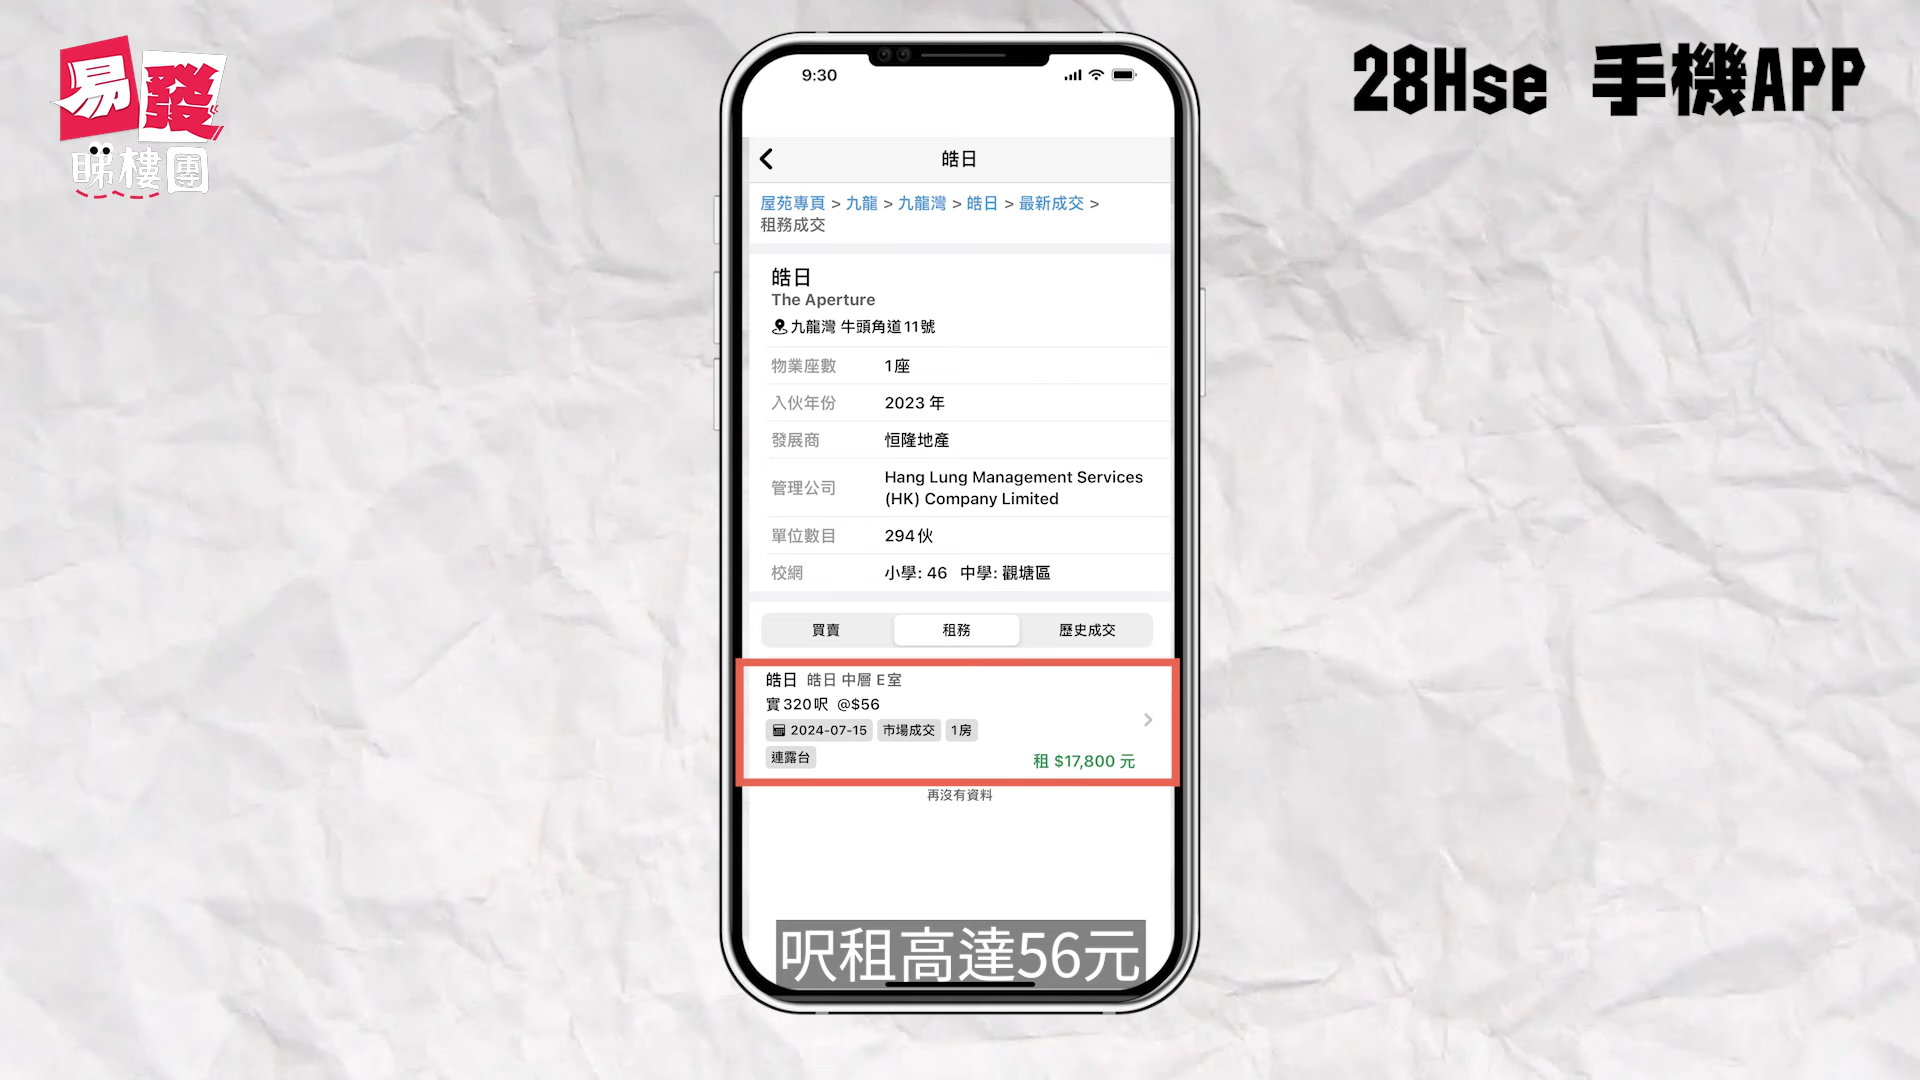 易發
睇樓團
28Hse 手機APP
9:30
皓日
屋苑專頁 > 九龍 > 九龍灣 > 皓日 > 最新成交 >
租務成交
皓日
The Aperture
九龍灣 牛頭角道11號
物業座數 1座
入伙年份 2023 年
發展商 恒隆地產
管理公司 Hang Lung Management Services
(HK) Company Limited
單位數目 294伙
校網 小學: 46 中學: 觀塘區
買賣 租務 歷史成交
皓日 皓日 中層 E室
實320呎 @$56
2024-07-15 市場成交 1房
連露台 租 $17,800 元
再沒有資料
呎租高達56元